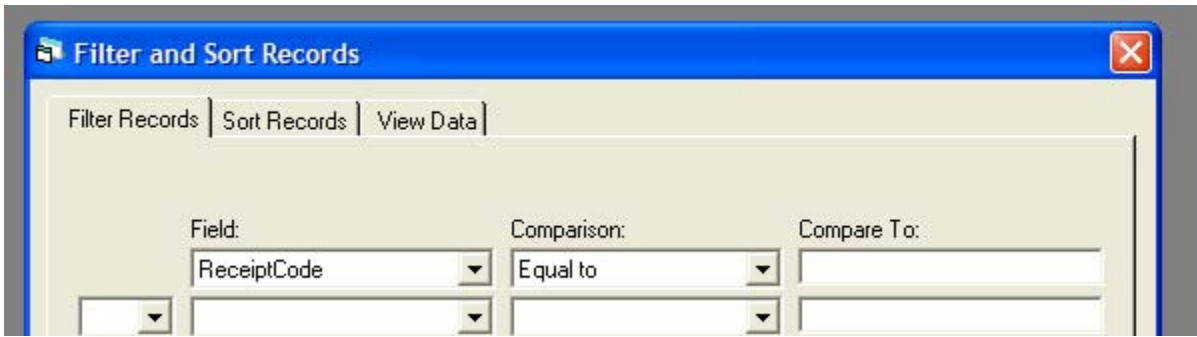 Filter and Sort Records
Filter Records Sort Records View Data
Field: Comparison: Compare To:
ReceiptCode Equal to